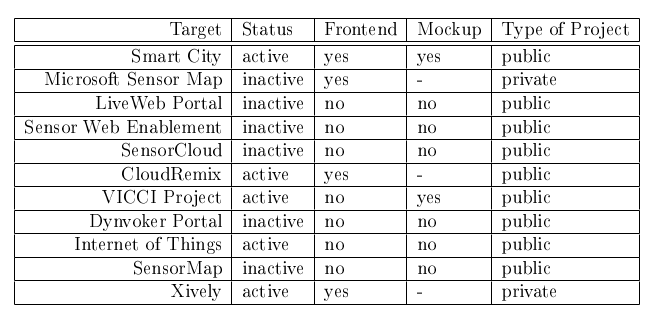 Target Status Frontend Mockup Type of Project
Smart City active yes yes public
Microsoft Sensor Map inactive yes - private
LiveWeb Portal inactive no no public
Sensor Web Enablement inactive no no public
SensorCloud inactive no no public
CloudRemix active yes - public
VICCI Project active no yes public
Dynvoker Portal inactive no no public
Internet of Things active no no public
SensorMap inactive no no public
Xively active yes - private